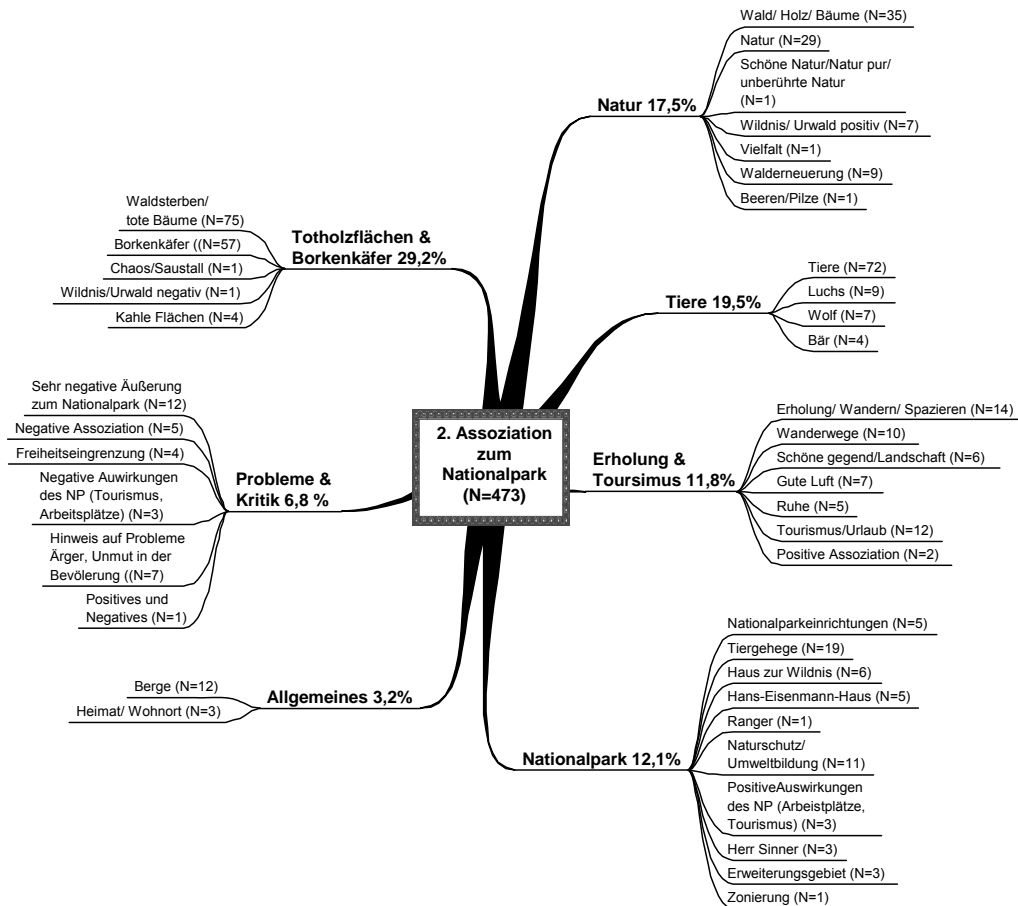 2. Assoziation
zum
Nationalpark
(N=473)
Natur 17,5%
Wald/ Holz/ Bäume (N=35)
Natur (N=29)
Schöne Natur/Natur pur/
unberührte Natur
(N=1)
Wildnis/ Urwald positiv (N=7)
Vielfalt (N=1)
Walderneuerung (N=9)
Beeren/Pilze (N=1)
Tiere 19,5%
Tiere (N=72)
Luchs (N=9)
Wolf (N=7)
Bär (N=4)
Erholung &
Toursimus 11,8%
Erholung/ Wandern/ Spazieren (N=14)
Wanderwege (N=10)
Schöne gegend/Landschaft (N=6)
Gute Luft (N=7)
Ruhe (N=5)
Tourismus/Urlaub (N=12)
Positive Assoziation (N=2)
Nationalpark 12,1%
Nationalparkeinrichtungen (N=5)
Tiergehege (N=19)
Haus zur Wildnis (N=6)
Hans-Eisenmann-Haus (N=5)
Ranger (N=1)
Naturschutz/
Umweltbildung (N=11)
PositiveAuswirkungen
des NP (Arbeistplätze,
Tourismus) (N=3)
Herr Sinner (N=3)
Erweiterungsgebiet (N=3)
Zonierung (N=1)
Totholzflächen &
Borkenkäfer 29,2%
Waldsterben/
tote Bäume (N=75)
Borkenkäfer ((N=57)
Chaos/Saustall (N=1)
Wildnis/Urwald negativ (N=1)
Kahle Flächen (N=4)
Probleme &
Kritik 6,8 %
Sehr negative Äußerung
zum Nationalpark (N=12)
Negative Assoziation (N=5)
Freiheitseingrenzung (N=4)
Negative Auwirkungen
des NP (Tourismus,
Arbeitsplätze) (N=3)
Hinweis auf Probleme
Ärger, Unmut in der
Bevölerung ((N=7)
Positives und
Negatives (N=1)
Allgemeines 3,2%
Berge (N=12)
Heimat/ Wohnort (N=3)